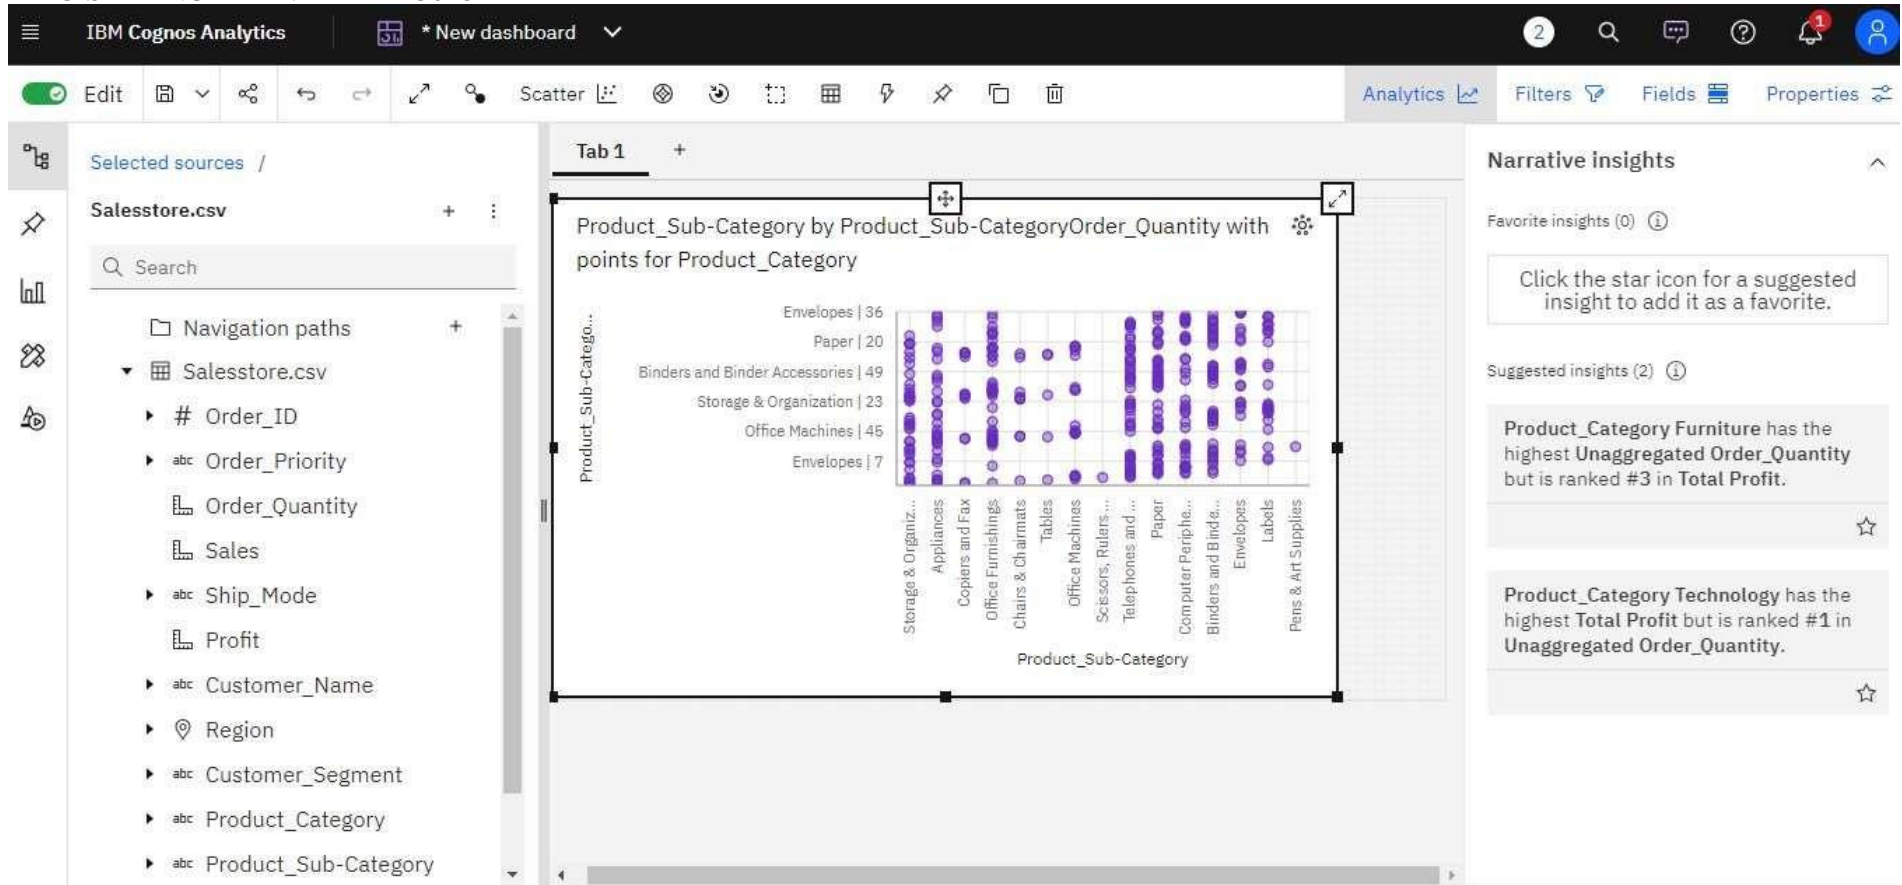 IBM Cognos Analytics
* New dashboard
2
1
Edit
Scatter
Analytics
Filters
Fields
Properties
Selected sources /
Salesstore.csv
Search
Navigation paths
Salesstore.csv
# Order_ID
abc Order_Priority
Order_Quantity
Sales
abc Ship_Mode
Profit
abc Customer_Name
Region
abc Customer_Segment
abc Product_Category
abc Product_Sub-Category
Tab 1 +
Product_Sub-Category by Product_Sub-CategoryOrder_Quantity with
points for Product_Category
Product_Sub-Catego...
Envelopes | 36
Paper | 20
Binders and Binder Accessories | 49
Storage & Organization | 23
Office Machines | 45
Envelopes | 7
Storage & Organiz...
Appliances
Copiers and Fax
Office Furnishings
Chairs & Chairmats
Tables
Office Machines
Scissors, Rulers ...
Telephones and ...
Paper
Computer Periphe...
Binders and Binde...
Envelopes
Labels
Pens & Art Supplies
Product_Sub-Category
Narrative insights
Favorite insights (0)
Click the star icon for a suggested
insight to add it as a favorite.
Suggested insights (2)
Product_Category Furniture has the
highest Unaggregated Order_Quantity
but is ranked #3 in Total Profit.
Product_Category Technology has the
highest Total Profit but is ranked #1 in
Unaggregated Order_Quantity.